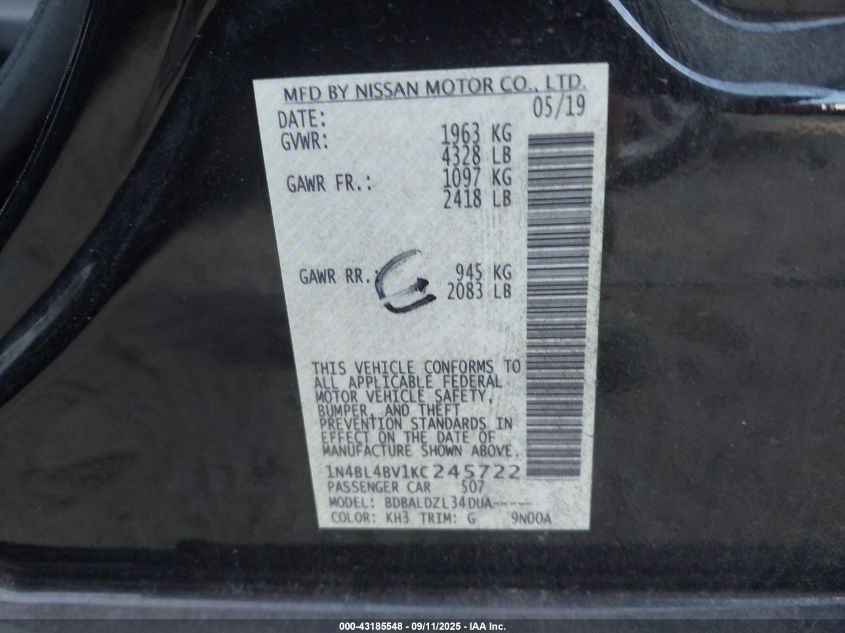 MFD BY NISSAN MOTOR CO., LTD.
DATE: 05/19
GVWR: 1963 KG
4328 LB
GAWR FR.: 1097 KG
2418 LB
GAWR RR.: 945 KG
2083 LB
THIS VEHICLE CONFORMS TO
ALL APPLICABLE FEDERAL
MOTOR VEHICLE SAFETY,
BUMPER, AND THEFT
PREVENTION STANDARDS IN
EFFECT ON THE DATE OF
MANUFACTURE SHOWN ABOVE.
1N4BL4BV1KC245722
PASSENGER CAR 507
MODEL: BDBALDZL34DUA-----
COLOR: KH3 TRIM: G 9N00A
000-43185548 - 09/11/2025 - IAA Inc.